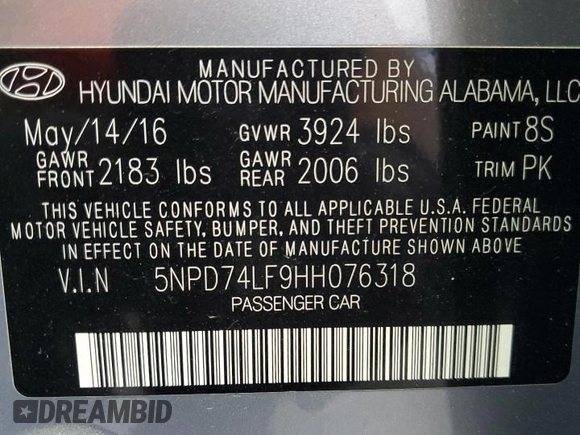 MANUFACTURED BY
HYUNDAI MOTOR MANUFACTURING ALABAMA, LLC
May/14/16 GVWR 3924 lbs PAINT 8S
GAWR FRONT 2183 lbs GAWR REAR 2006 lbs TRIM PK
THIS VEHICLE CONFORMS TO ALL APPLICABLE U.S.A. FEDERAL
MOTOR VEHICLE SAFETY, BUMPER, AND THEFT PREVENTION STANDARDS
IN EFFECT ON THE DATE OF MANUFACTURE SHOWN ABOVE
V.I.N 5NPD74LF9HH076318
PASSENGER CAR
DREAMBID